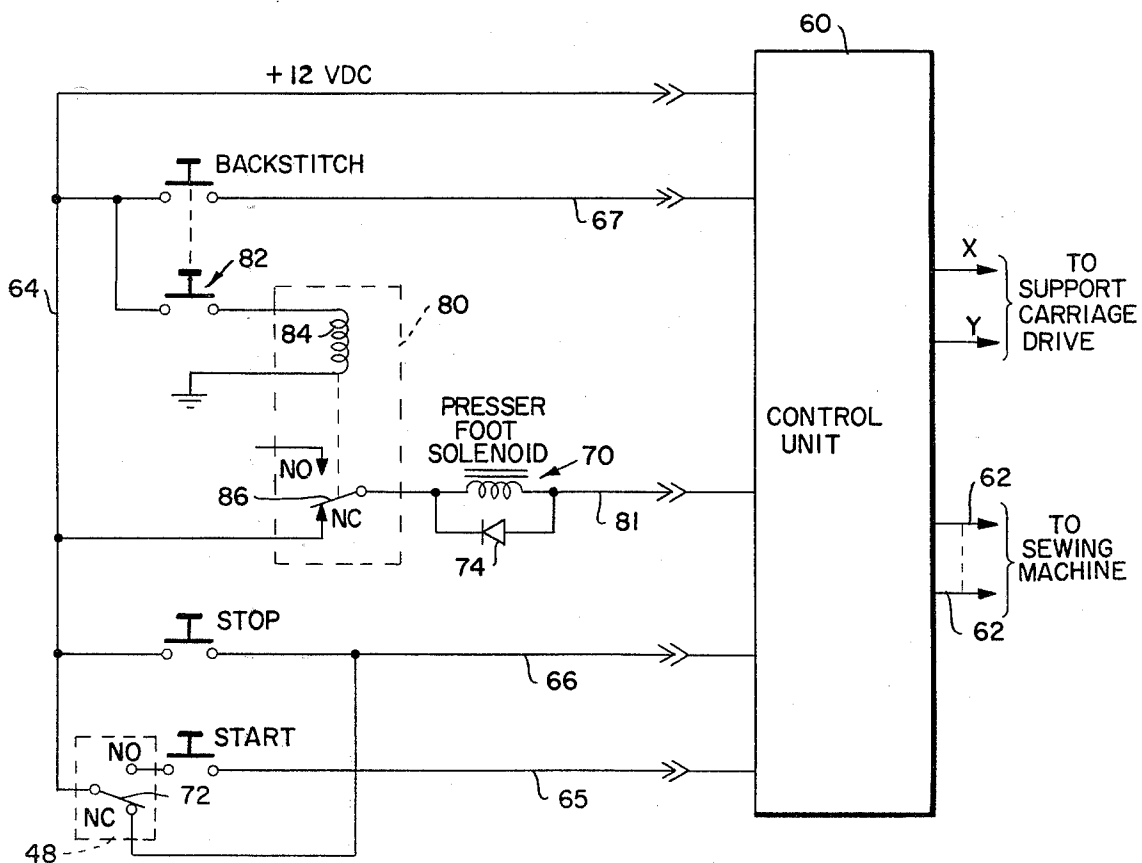 60
+12 VDC
BACKSTITCH
67
82
X
TO
SUPPORT
CARRIAGE
DRIVE
Y
64
84
80
PRESSER
FOOT
SOLENOID
70
CONTROL
UNIT
NO
86
NC
81
74
62
TO
SEWING
MACHINE
62
STOP
66
START
NO
72
65
NC
48